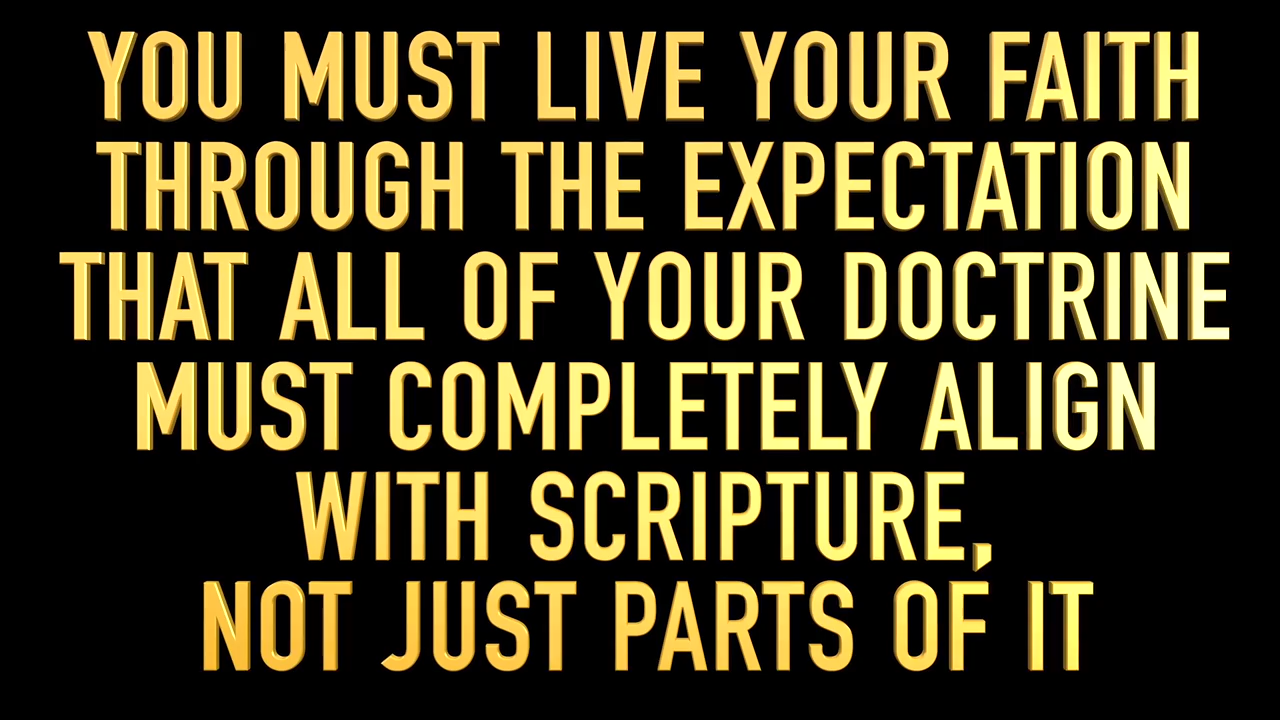 YOU MUST LIVE YOUR FAITH
THROUGH THE EXPECTATION
THAT ALL OF YOUR DOCTRINE
MUST COMPLETELY ALIGN
WITH SCRIPTURE,
NOT JUST PARTS OF IT